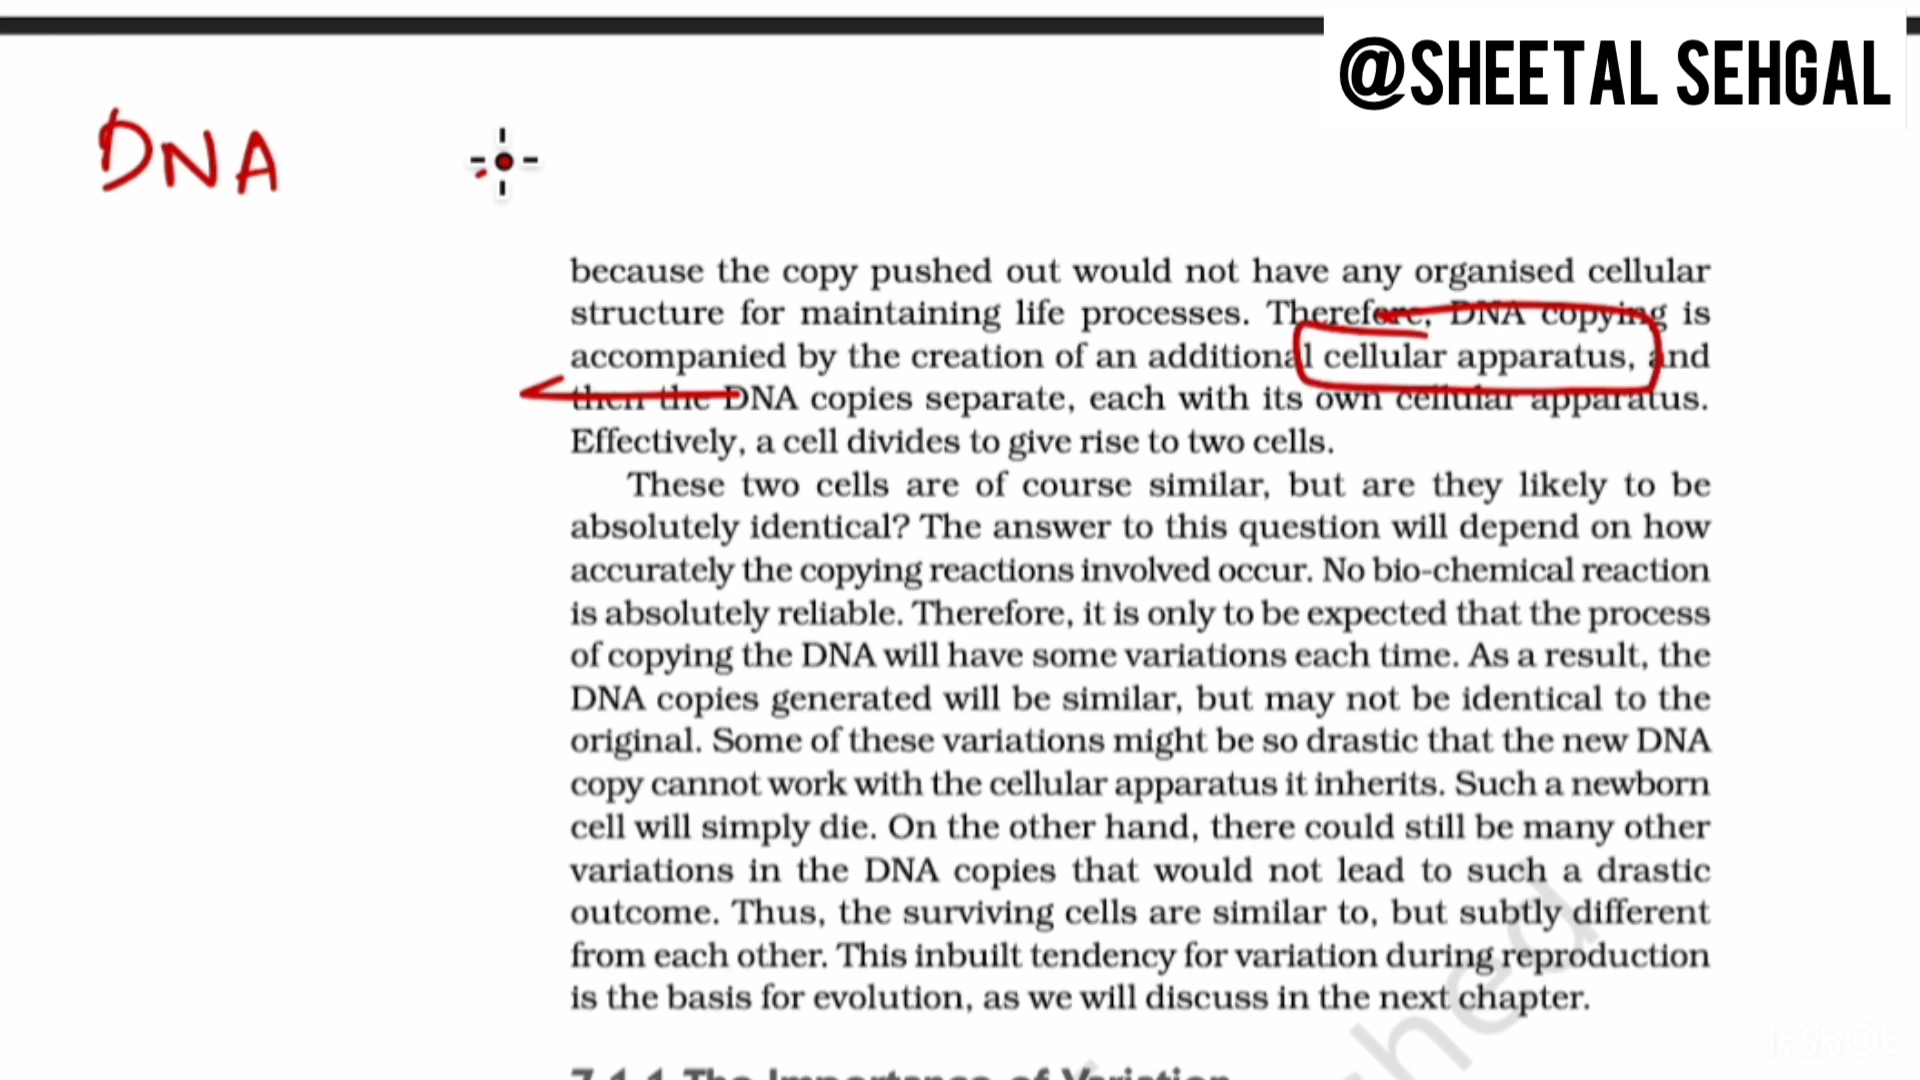 @SHEETAL SEHGAL
DNA
because the copy pushed out would not have any organised cellular
structure for maintaining life processes. Therefore, DNA copying is
accompanied by the creation of an additional cellular apparatus, and
then the DNA copies separate, each with its own cellular apparatus.
Effectively, a cell divides to give rise to two cells.
These two cells are of course similar, but are they likely to be
absolutely identical? The answer to this question will depend on how
accurately the copying reactions involved occur. No bio-chemical reaction
is absolutely reliable. Therefore, it is only to be expected that the process
of copying the DNA will have some variations each time. As a result, the
DNA copies generated will be similar, but may not be identical to the
original. Some of these variations might be so drastic that the new DNA
copy cannot work with the cellular apparatus it inherits. Such a newborn
cell will simply die. On the other hand, there could still be many other
variations in the DNA copies that would not lead to such a drastic
outcome. Thus, the surviving cells are similar to, but subtly different
from each other. This inbuilt tendency for variation during reproduction
is the basis for evolution, as we will discuss in the next chapter.
7.1.1 The Importance of Variation
InShOt